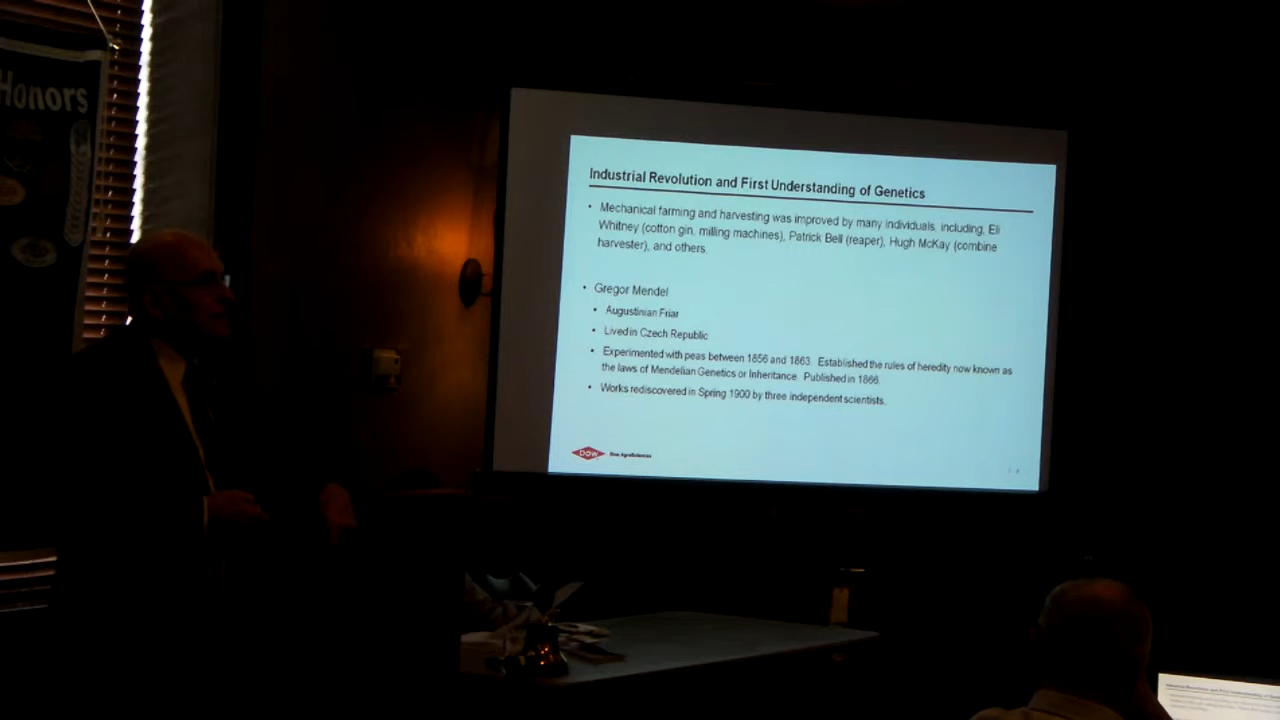 Honors
Industrial Revolution and First Understanding of Genetics
• Mechanical farming and harvesting was improved by many individuals, including, Eli
Whitney (cotton gin, milling machines), Patrick Bell (reaper), Hugh McKay (combine
harvester), and others.
• Gregor Mendel
• Augustinian Friar
• Lived in Czech Republic
• Experimented with peas between 1856 and 1863. Established the rules of heredity now known as
the laws of Mendelian Genetics or Inheritance. Published in 1866.
• Works rediscovered in Spring 1900 by three independent scientists.
DOW Dow AgroSciences